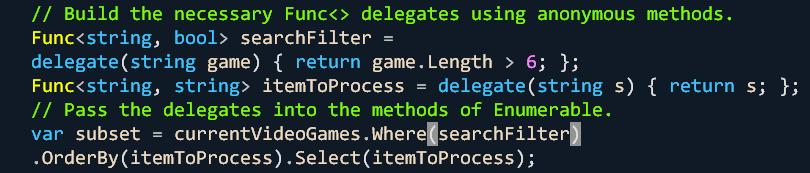 // Build the necessary Func<> delegates using anonymous methods.
Func<string, bool> searchFilter =
delegate(string game) { return game.Length > 6; };
Func<string, string> itemToProcess = delegate(string s) { return s; };
// Pass the delegates into the methods of Enumerable.
var subset = currentVideoGames.Where(searchFilter)
.OrderBy(itemToProcess).Select(itemToProcess);